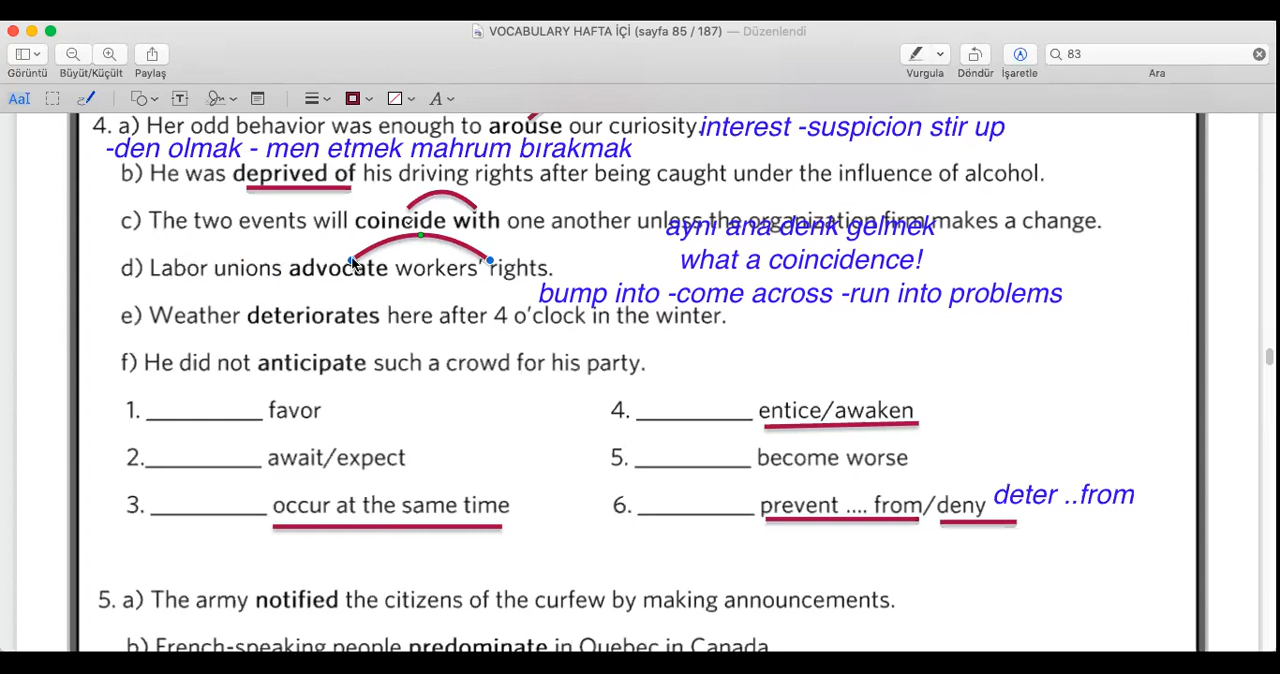 VOCABULARY HAFTA İÇİ (sayfa 85 / 187) — Düzenlendi
83
Görüntü Büyüt/Küçült Paylaş Vurgula Döndür İşaretle Ara
AaI T A
4. a) Her odd behavior was enough to arouse our curiosity. interest -suspicion stir up
-den olmak - men etmek mahrum bırakmak
b) He was deprived of his driving rights after being caught under the influence of alcohol.
c) The two events will coincide with one another unless the organization firm makes a change.
aynı ana denk gelmek
what a coincidence!
d) Labor unions advocate workers' rights.
bump into -come across -run into problems
e) Weather deteriorates here after 4 o'clock in the winter.
f) He did not anticipate such a crowd for his party.
1. __________ favor 4. __________ entice/awaken
2. __________ await/expect 5. __________ become worse
3. __________ occur at the same time 6. __________ prevent .... from/deny deter ..from
5. a) The army notified the citizens of the curfew by making announcements.
b) French-speaking people predominate in Quebec in Canada